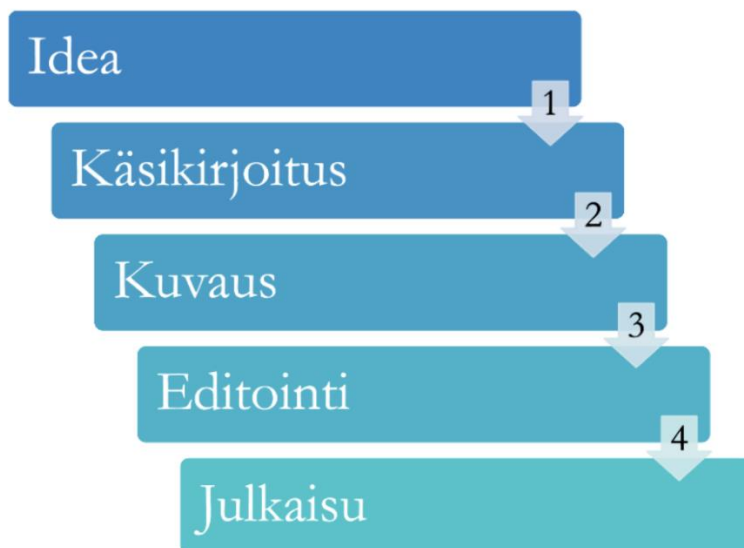 Idea
1
Käsikirjoitus
2
Kuvaus
3
Editointi
4
Julkaisu